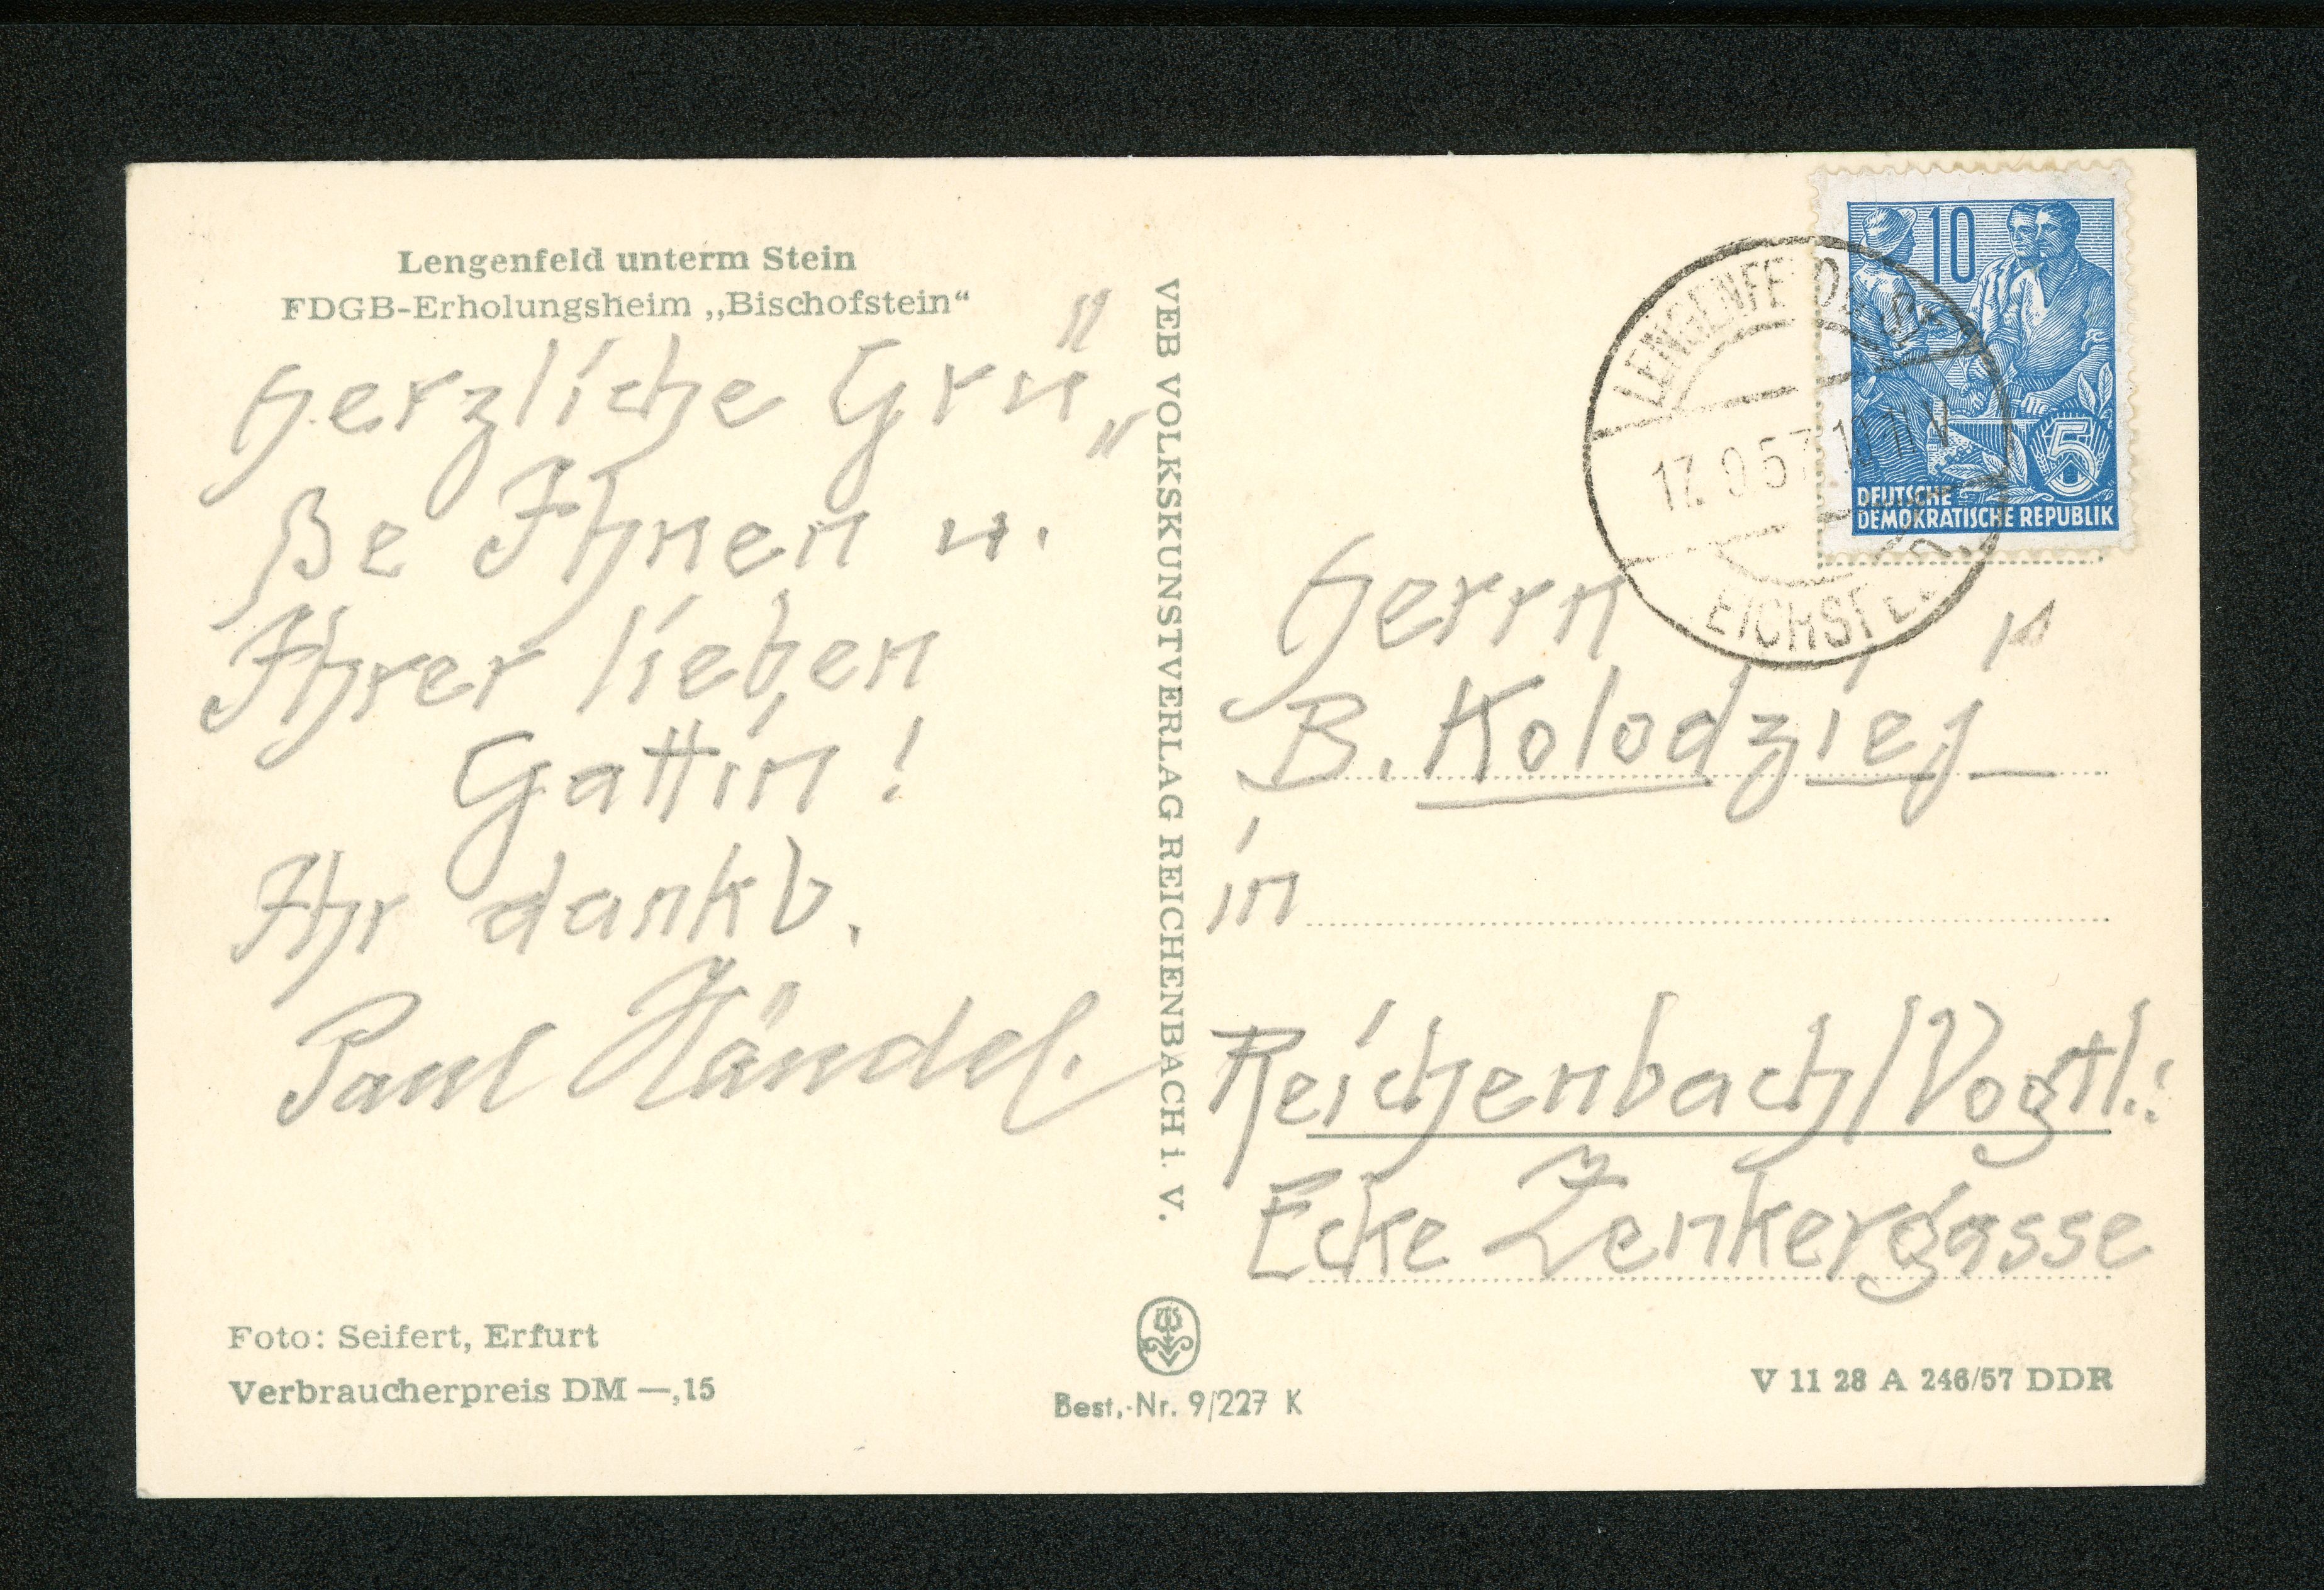 Lengenfeld unterm Stein
FDGB-Erholungsheim „Bischofstein“
Herzliche Grü„
ße Ihnen u.
Ihrer lieben
Gattin!
Ihr dankb.
Paul Händel.
Foto: Seifert, Erfurt
Verbraucherpreis DM —,15
VEB VOLKSKUNSTVERLAG REICHENBACH i. V.
Best,-Nr. 9/227 K
10
5
DEUTSCHE
DEMOKRATISCHE REPUBLIK
17. 9.57
EICHSFELD
Herrn
B. Kolodziej
in
Reichenbach/Vogtl.:
Ecke Zenkergasse
V 11 28 A 246/57 DDR